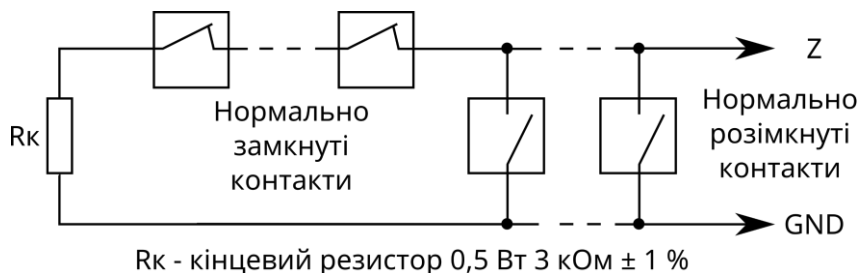 Z
Rк
Нормально
замкнуті
контакти
Нормально
розімкнуті
контакти
GND
Rк - кінцевий резистор 0,5 Вт 3 кОм ± 1 %